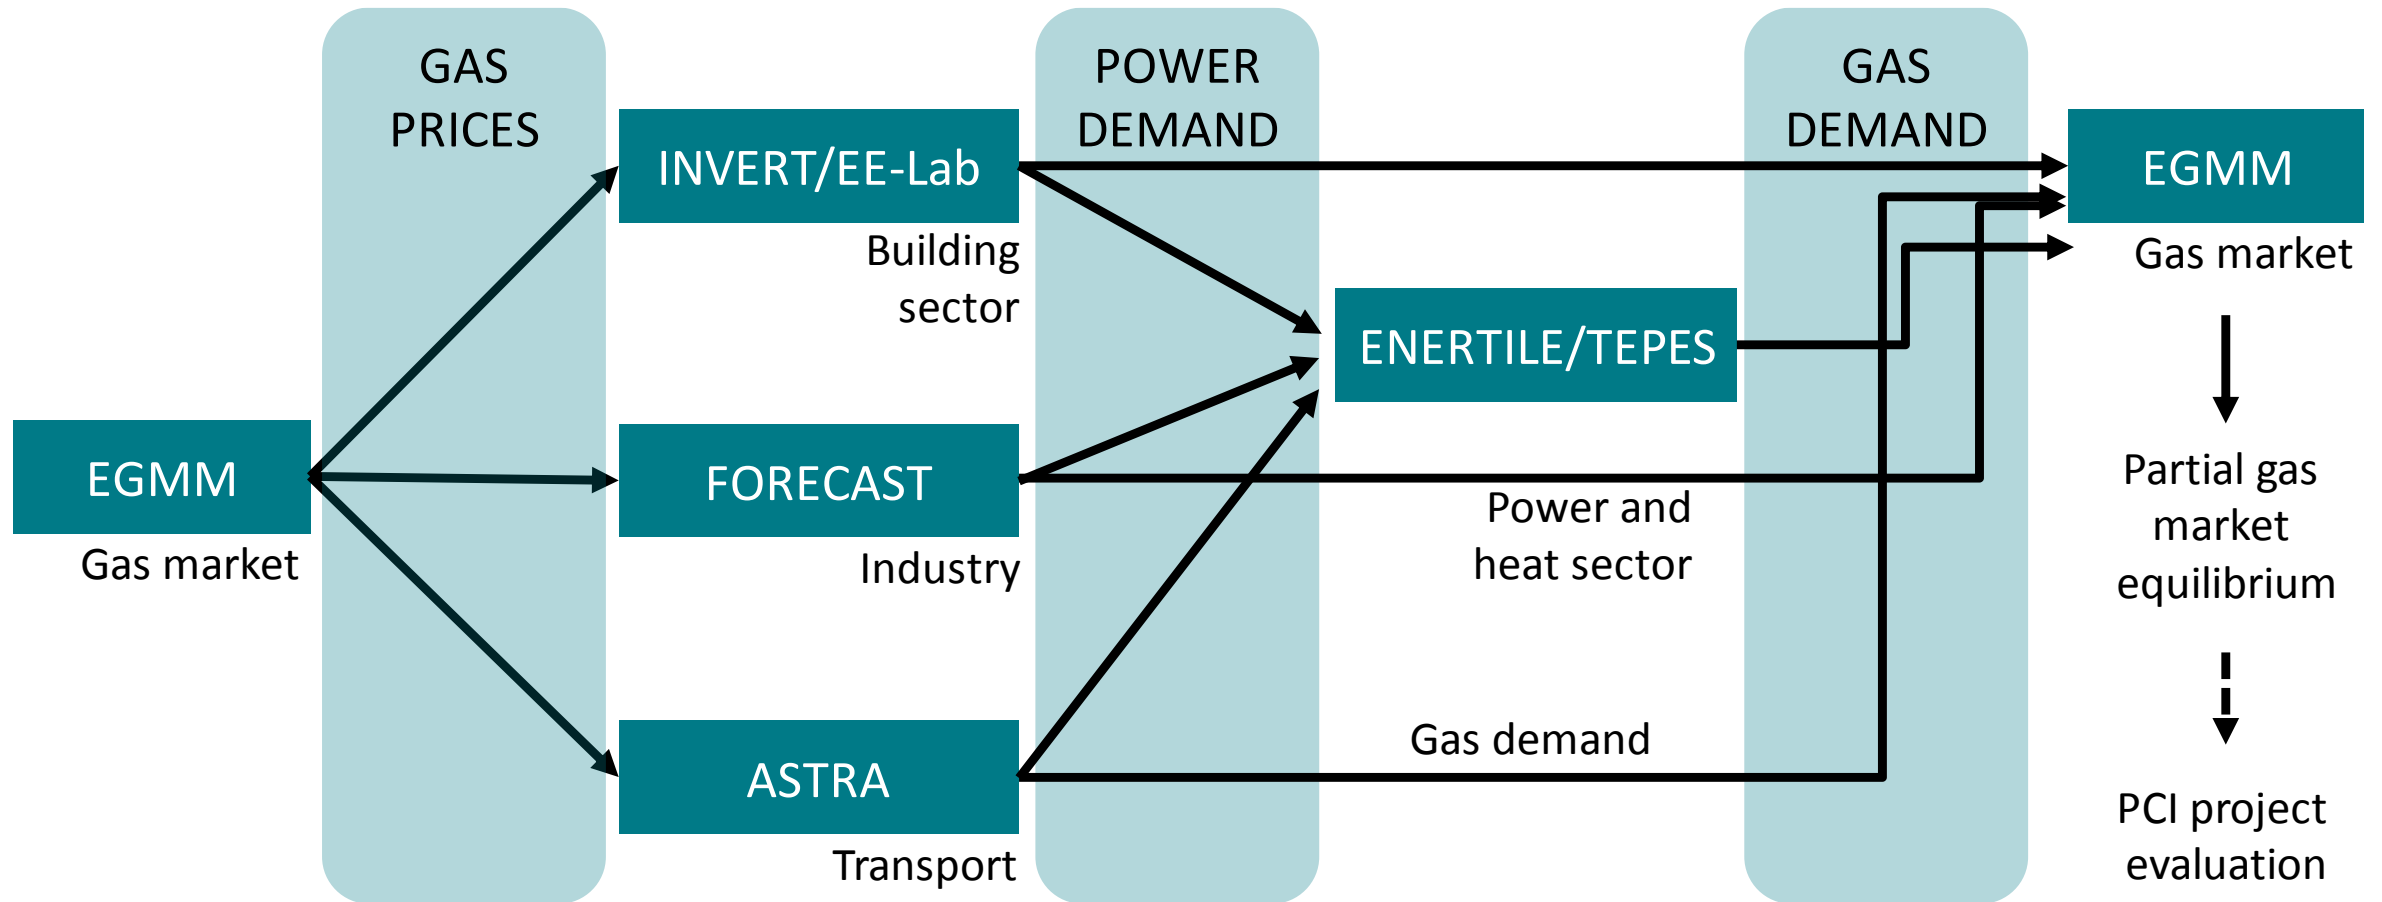 GAS
PRICES
POWER
DEMAND
GAS
DEMAND
EGMM
Gas market
INVERT/EE-Lab
Building
sector
FORECAST
Industry
ASTRA
Transport
ENERTILE/TEPES
Power and
heat sector
Gas demand
EGMM
Gas market
Partial gas
market
equilibrium
PCI project
evaluation